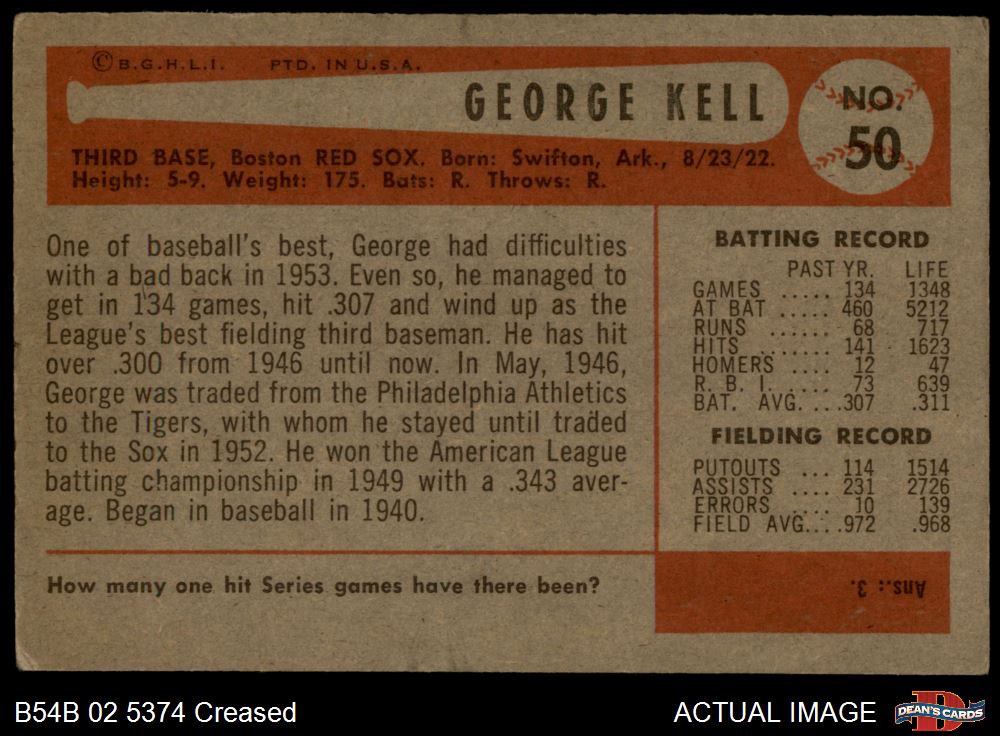 © B.G.H.L.I. PTD. IN U.S.A.
GEORGE KELL
NO.
50
THIRD BASE, Boston RED SOX. Born: Swifton, Ark., 8/23/22.
Height: 5-9. Weight: 175. Bats: R. Throws: R.
One of baseball's best, George had difficulties
with a bad back in 1953. Even so, he managed to
get in 134 games, hit .307 and wind up as the
League's best fielding third baseman. He has hit
over .300 from 1946 until now. In May, 1946,
George was traded from the Philadelphia Athletics
to the Tigers, with whom he stayed until traded
to the Sox in 1952. He won the American League
batting championship in 1949 with a .343 aver-
age. Began in baseball in 1940.
BATTING RECORD
PAST YR. LIFE
GAMES ..... 134 1348
AT BAT ..... 460 5212
RUNS ...... 68 717
HITS ...... 141 1623
HOMERS .... 12 47
R. B. I. .... 73 639
BAT. AVG. ... .307 .311
FIELDING RECORD
PUTOUTS ... 114 1514
ASSISTS .... 231 2726
ERRORS .... 10 139
FIELD AVG... .972 .968
How many one hit Series games have there been?
Ans.: 3.
B54B 02 5374 Creased
ACTUAL IMAGE
D
DEAN'S CARDS